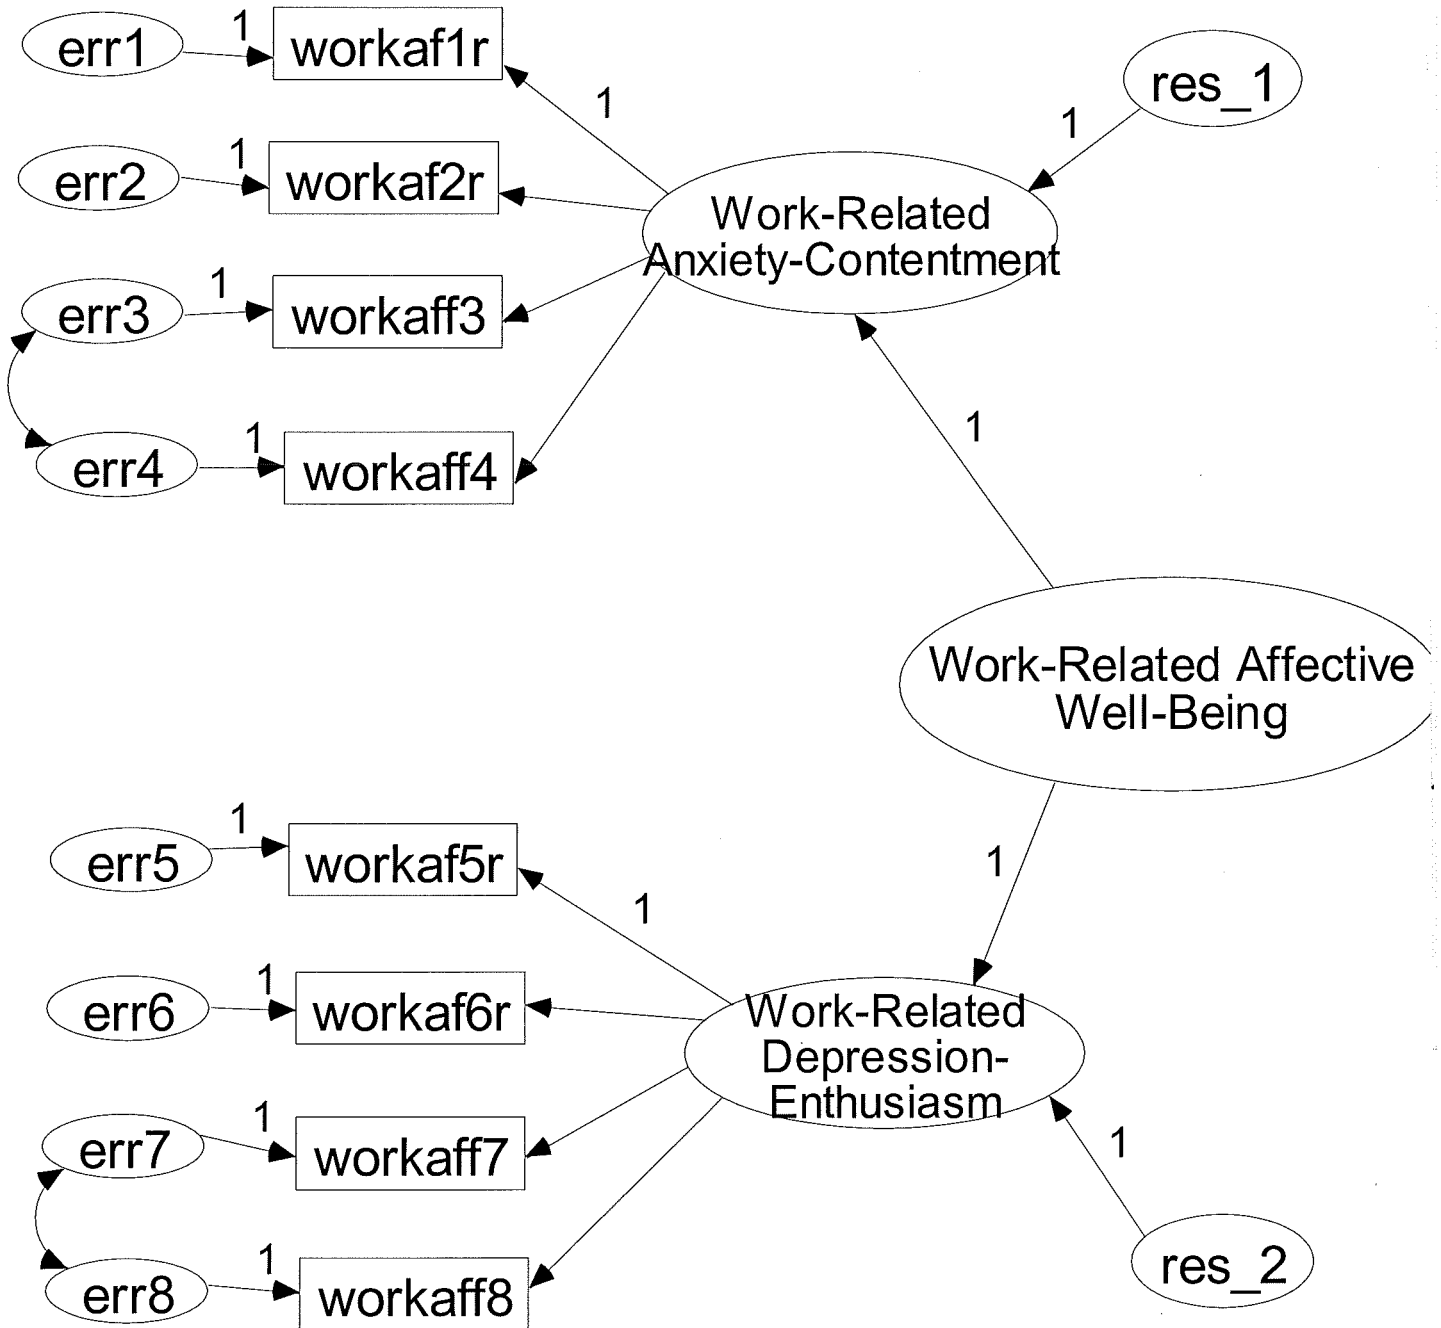 err1
1
workaf1r
1
res_1
1
err2
1
workaf2r
Work-Related
Anxiety-Contentment
err3
1
workaff3
err4
1
workaff4
1
Work-Related Affective
Well-Being
err5
1
workaf5r
1
1
err6
1
workaf6r
Work-Related
Depression-
Enthusiasm
err7
1
workaff7
1
err8
1
workaff8
res_2